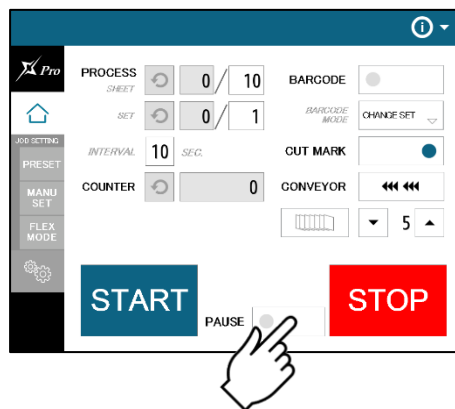 Pro
PROCESS 0 / 10
SHEET
SET 0 / 1
INTERVAL 10 SEC.
COUNTER 0
BARCODE
BARCODE MODE CHANGE SET
CUT MARK
CONVEYOR
5
JOB SETTING
PRESET
MANU
SET
FLEX
MODE
START
PAUSE
STOP